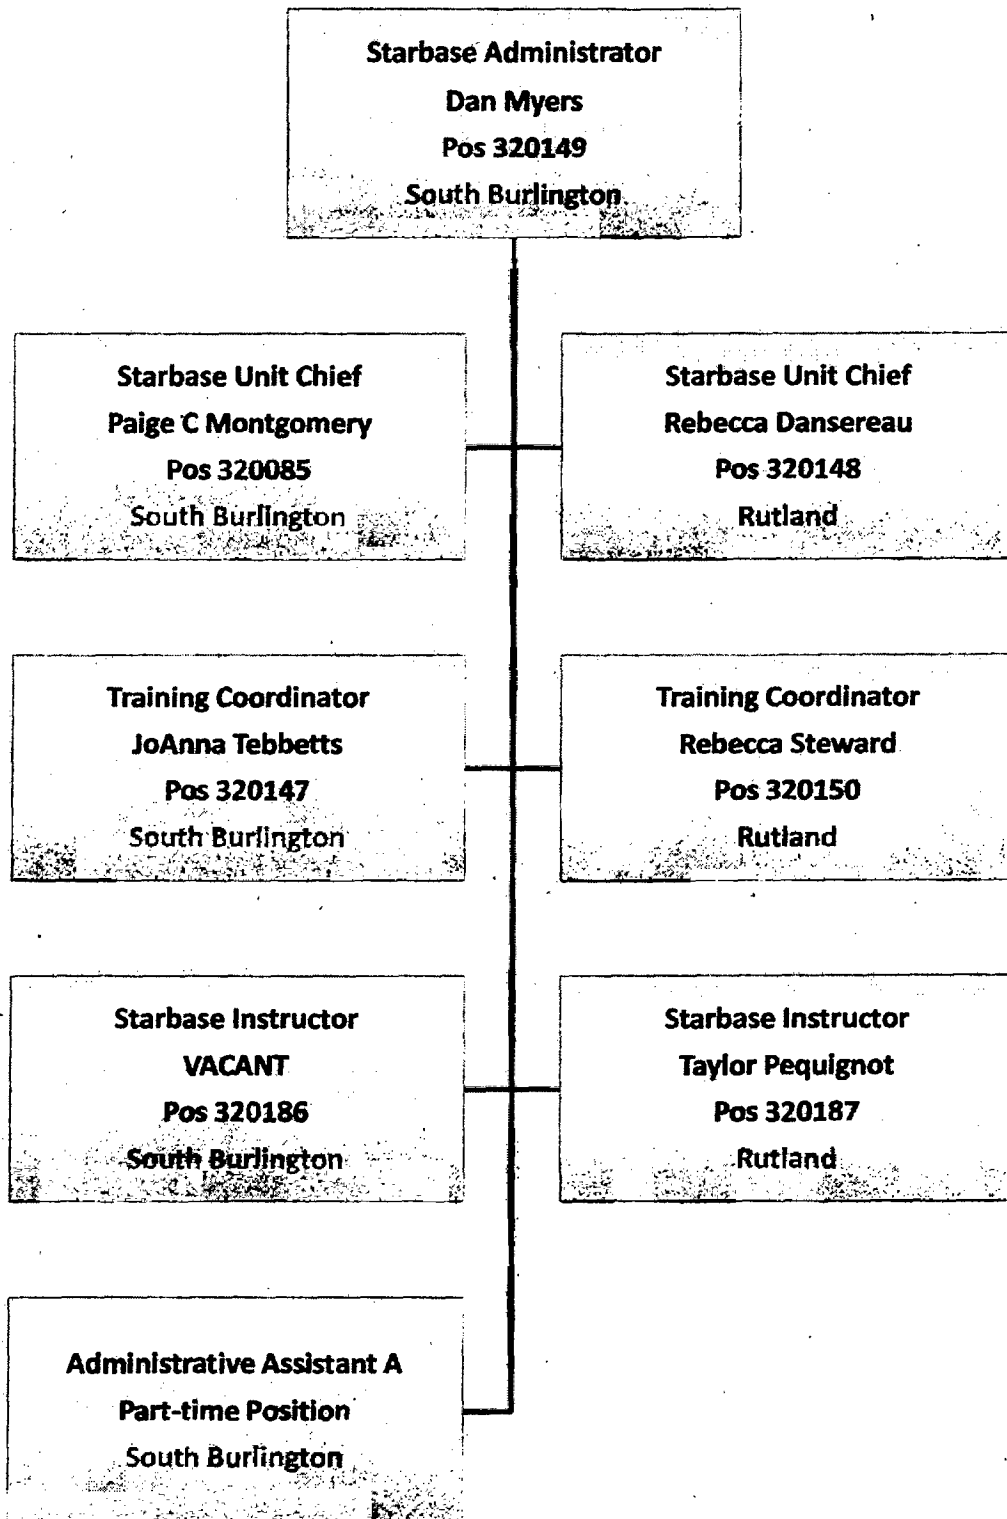 Starbase Administrator
Dan Myers
Pos 320149
South Burlington
Starbase Unit Chief
Paige C Montgomery
Pos 320085
South Burlington
Starbase Unit Chief
Rebecca Dansereau
Pos 320148
Rutland
Training Coordinator
JoAnna Tebbetts
Pos 320147
South Burlington
Training Coordinator
Rebecca Steward
Pos 320150
Rutland
Starbase Instructor
VACANT
Pos 320186
South Burlington
Starbase Instructor
Taylor Pequignot
Pos 320187
Rutland
Administrative Assistant A
Part-time Position
South Burlington